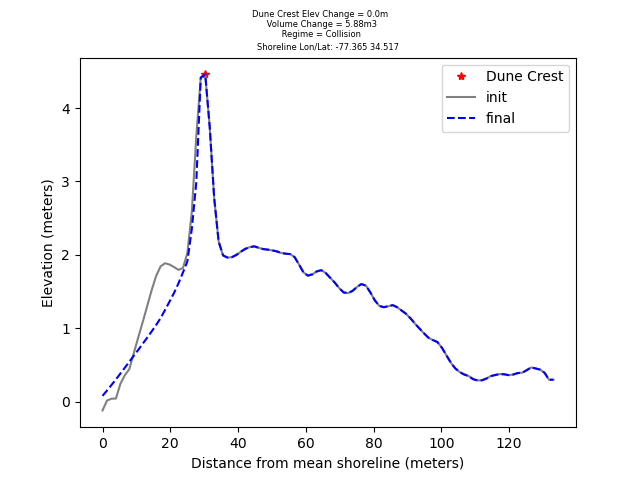 Dune Crest Elev Change = 0.0m
Volume Change = 5.88m3
Regime = Collision
Shoreline Lon/Lat: -77.365 34.517
Dune Crest
init
final
Elevation (meters)
4
3
2
1
0
0 20 40 60 80 100 120
Distance from mean shoreline (meters)